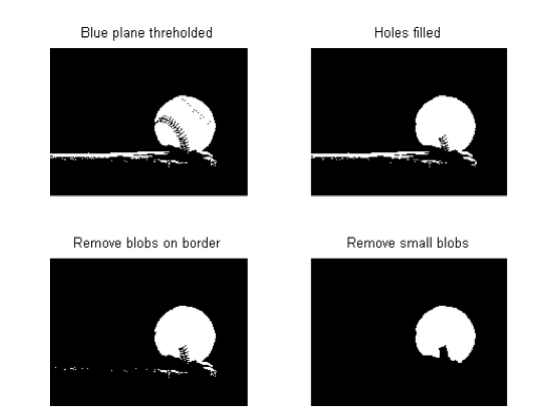 Blue plane threholded
Holes filled
Remove blobs on border
Remove small blobs